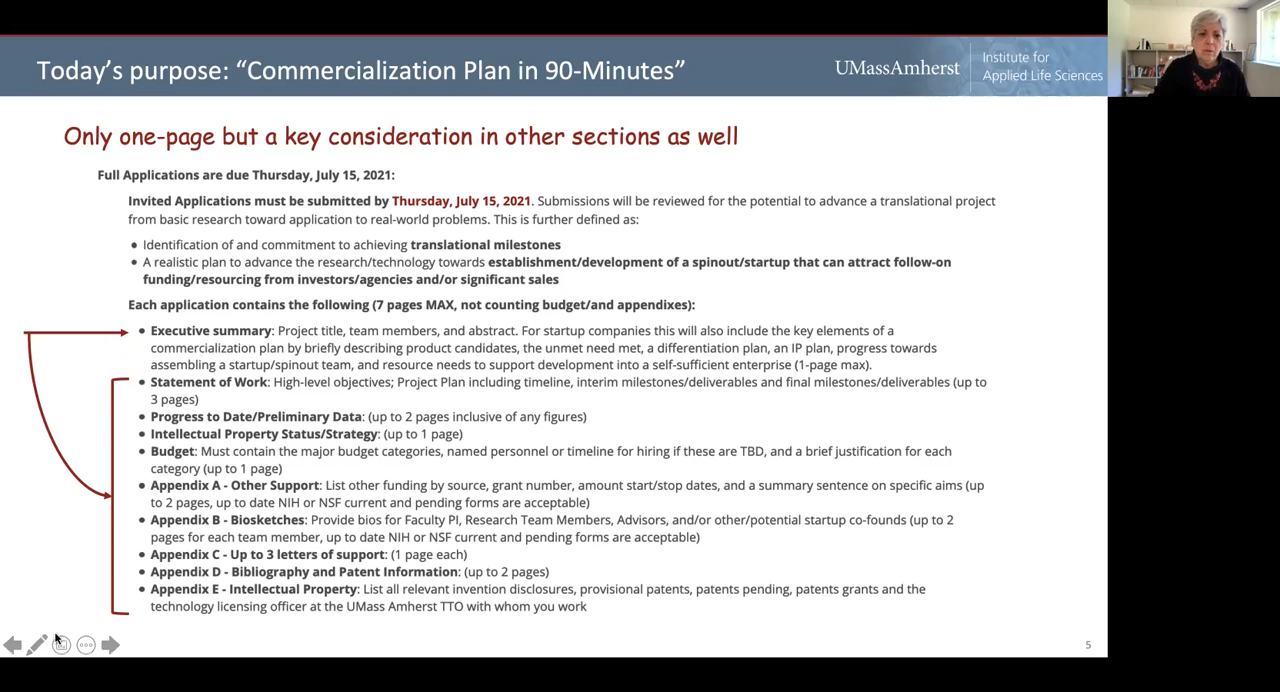 Today's purpose: “Commercialization Plan in 90-Minutes”
UMassAmherst
Institute for
Applied Life Sciences
Only one-page but a key consideration in other sections as well
Full Applications are due Thursday, July 15, 2021:
Invited Applications must be submitted by Thursday, July 15, 2021. Submissions will be reviewed for the potential to advance a translational project
from basic research toward application to real-world problems. This is further defined as:
• Identification of and commitment to achieving translational milestones
• A realistic plan to advance the research/technology towards establishment/development of a spinout/startup that can attract follow-on
funding/resourcing from investors/agencies and/or significant sales
Each application contains the following (7 pages MAX, not counting budget/and appendixes):
• Executive summary: Project title, team members, and abstract. For startup companies this will also include the key elements of a
commercialization plan by briefly describing product candidates, the unmet need met, a differentiation plan, an IP plan, progress towards
assembling a startup/spinout team, and resource needs to support development into a self-sufficient enterprise (1-page max).
• Statement of Work: High-level objectives; Project Plan including timeline, interim milestones/deliverables and final milestones/deliverables (up to
3 pages)
• Progress to Date/Preliminary Data: (up to 2 pages inclusive of any figures)
• Intellectual Property Status/Strategy: (up to 1 page)
• Budget: Must contain the major budget categories, named personnel or timeline for hiring if these are TBD, and a brief justification for each
category (up to 1 page)
• Appendix A - Other Support: List other funding by source, grant number, amount start/stop dates, and a summary sentence on specific aims (up
to 2 pages, up to date NIH or NSF current and pending forms are acceptable)
• Appendix B - Biosketches: Provide bios for Faculty PI, Research Team Members, Advisors, and/or other/potential startup co-founds (up to 2
pages for each team member, up to date NIH or NSF current and pending forms are acceptable)
• Appendix C - Up to 3 letters of support: (1 page each)
• Appendix D - Bibliography and Patent Information: (up to 2 pages)
• Appendix E - Intellectual Property: List all relevant invention disclosures, provisional patents, patents pending, patents grants and the
technology licensing officer at the UMass Amherst TTO with whom you work
5